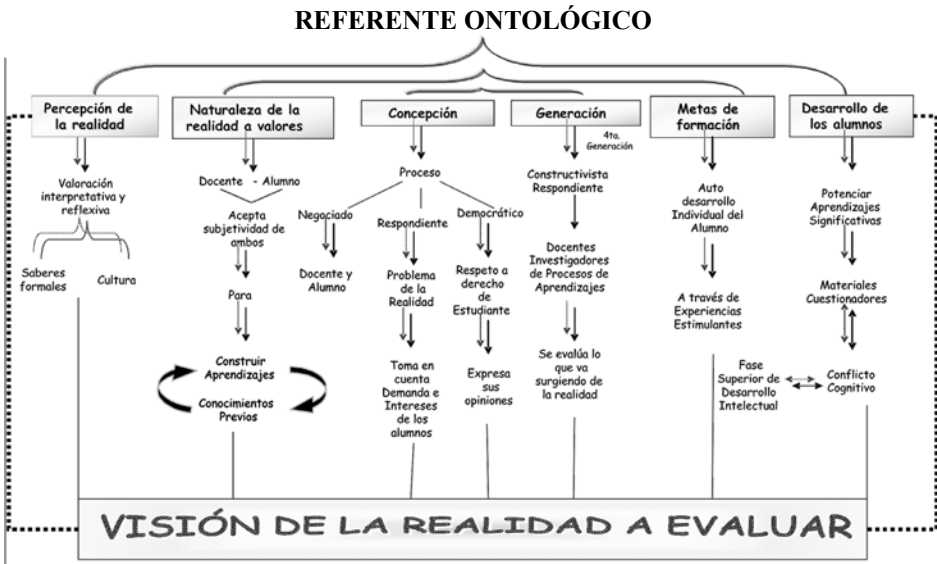 REFERENTE ONTOLÓGICO
Percepción de
la realidad
Valoración
interpretativa y
reflexiva
Saberes
formales
Cultura
Naturaleza de la
realidad a valores
Docente - Alumno
Acepta
subjetividad de
ambos
Para
Construir
Aprendizajes
Conocimientos
Previos
Concepción
Proceso
Negociado
Docente y
Alumno
Respondiente
Problema
de la
Realidad
Toma en
cuenta
Demanda e
Intereses
de los
alumnos
Democrático
Respeto a
derecho
de
Estudiante
Expresa
sus
opiniones
Generación
4ta.
Generación
Constructivista
Respondiente
Docentes
Investigadores
de Procesos de
Aprendizajes
Se evalúa lo
que va
surgiendo de
la realidad
Metas de
formación
Auto
desarrollo
Individual del
Alumno
A través de
Experiencias
Estimulantes
Desarrollo de
los alumnos
Potenciar
Aprendizajes
Significativas
Materiales
Cuestionadores
Conflicto
Cognitivo
Fase
Superior de
Desarrollo
Intelectual
VISIÓN DE LA REALIDAD A EVALUAR